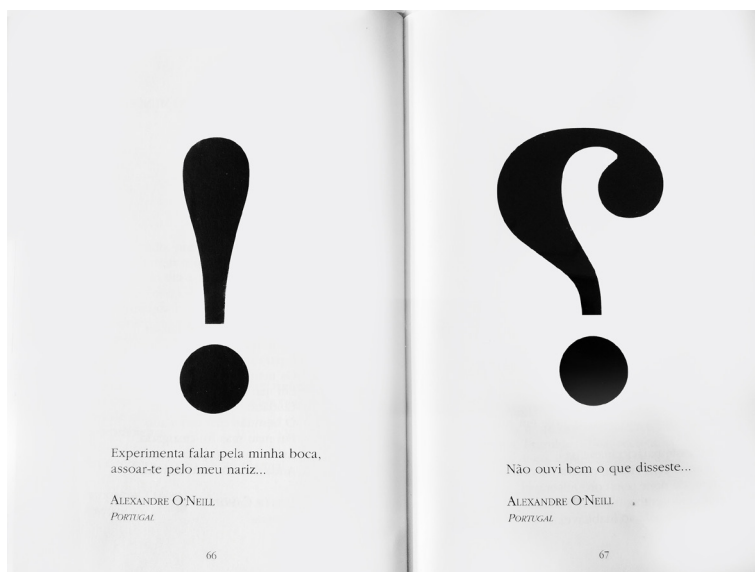 !
Experimenta falar pela minha boca,
assoar-te pelo meu nariz...
ALEXANDRE O'NEILL
PORTUGAL
66
⸮
Não ouvi bem o que disseste...
ALEXANDRE O'NEILL
PORTUGAL
67